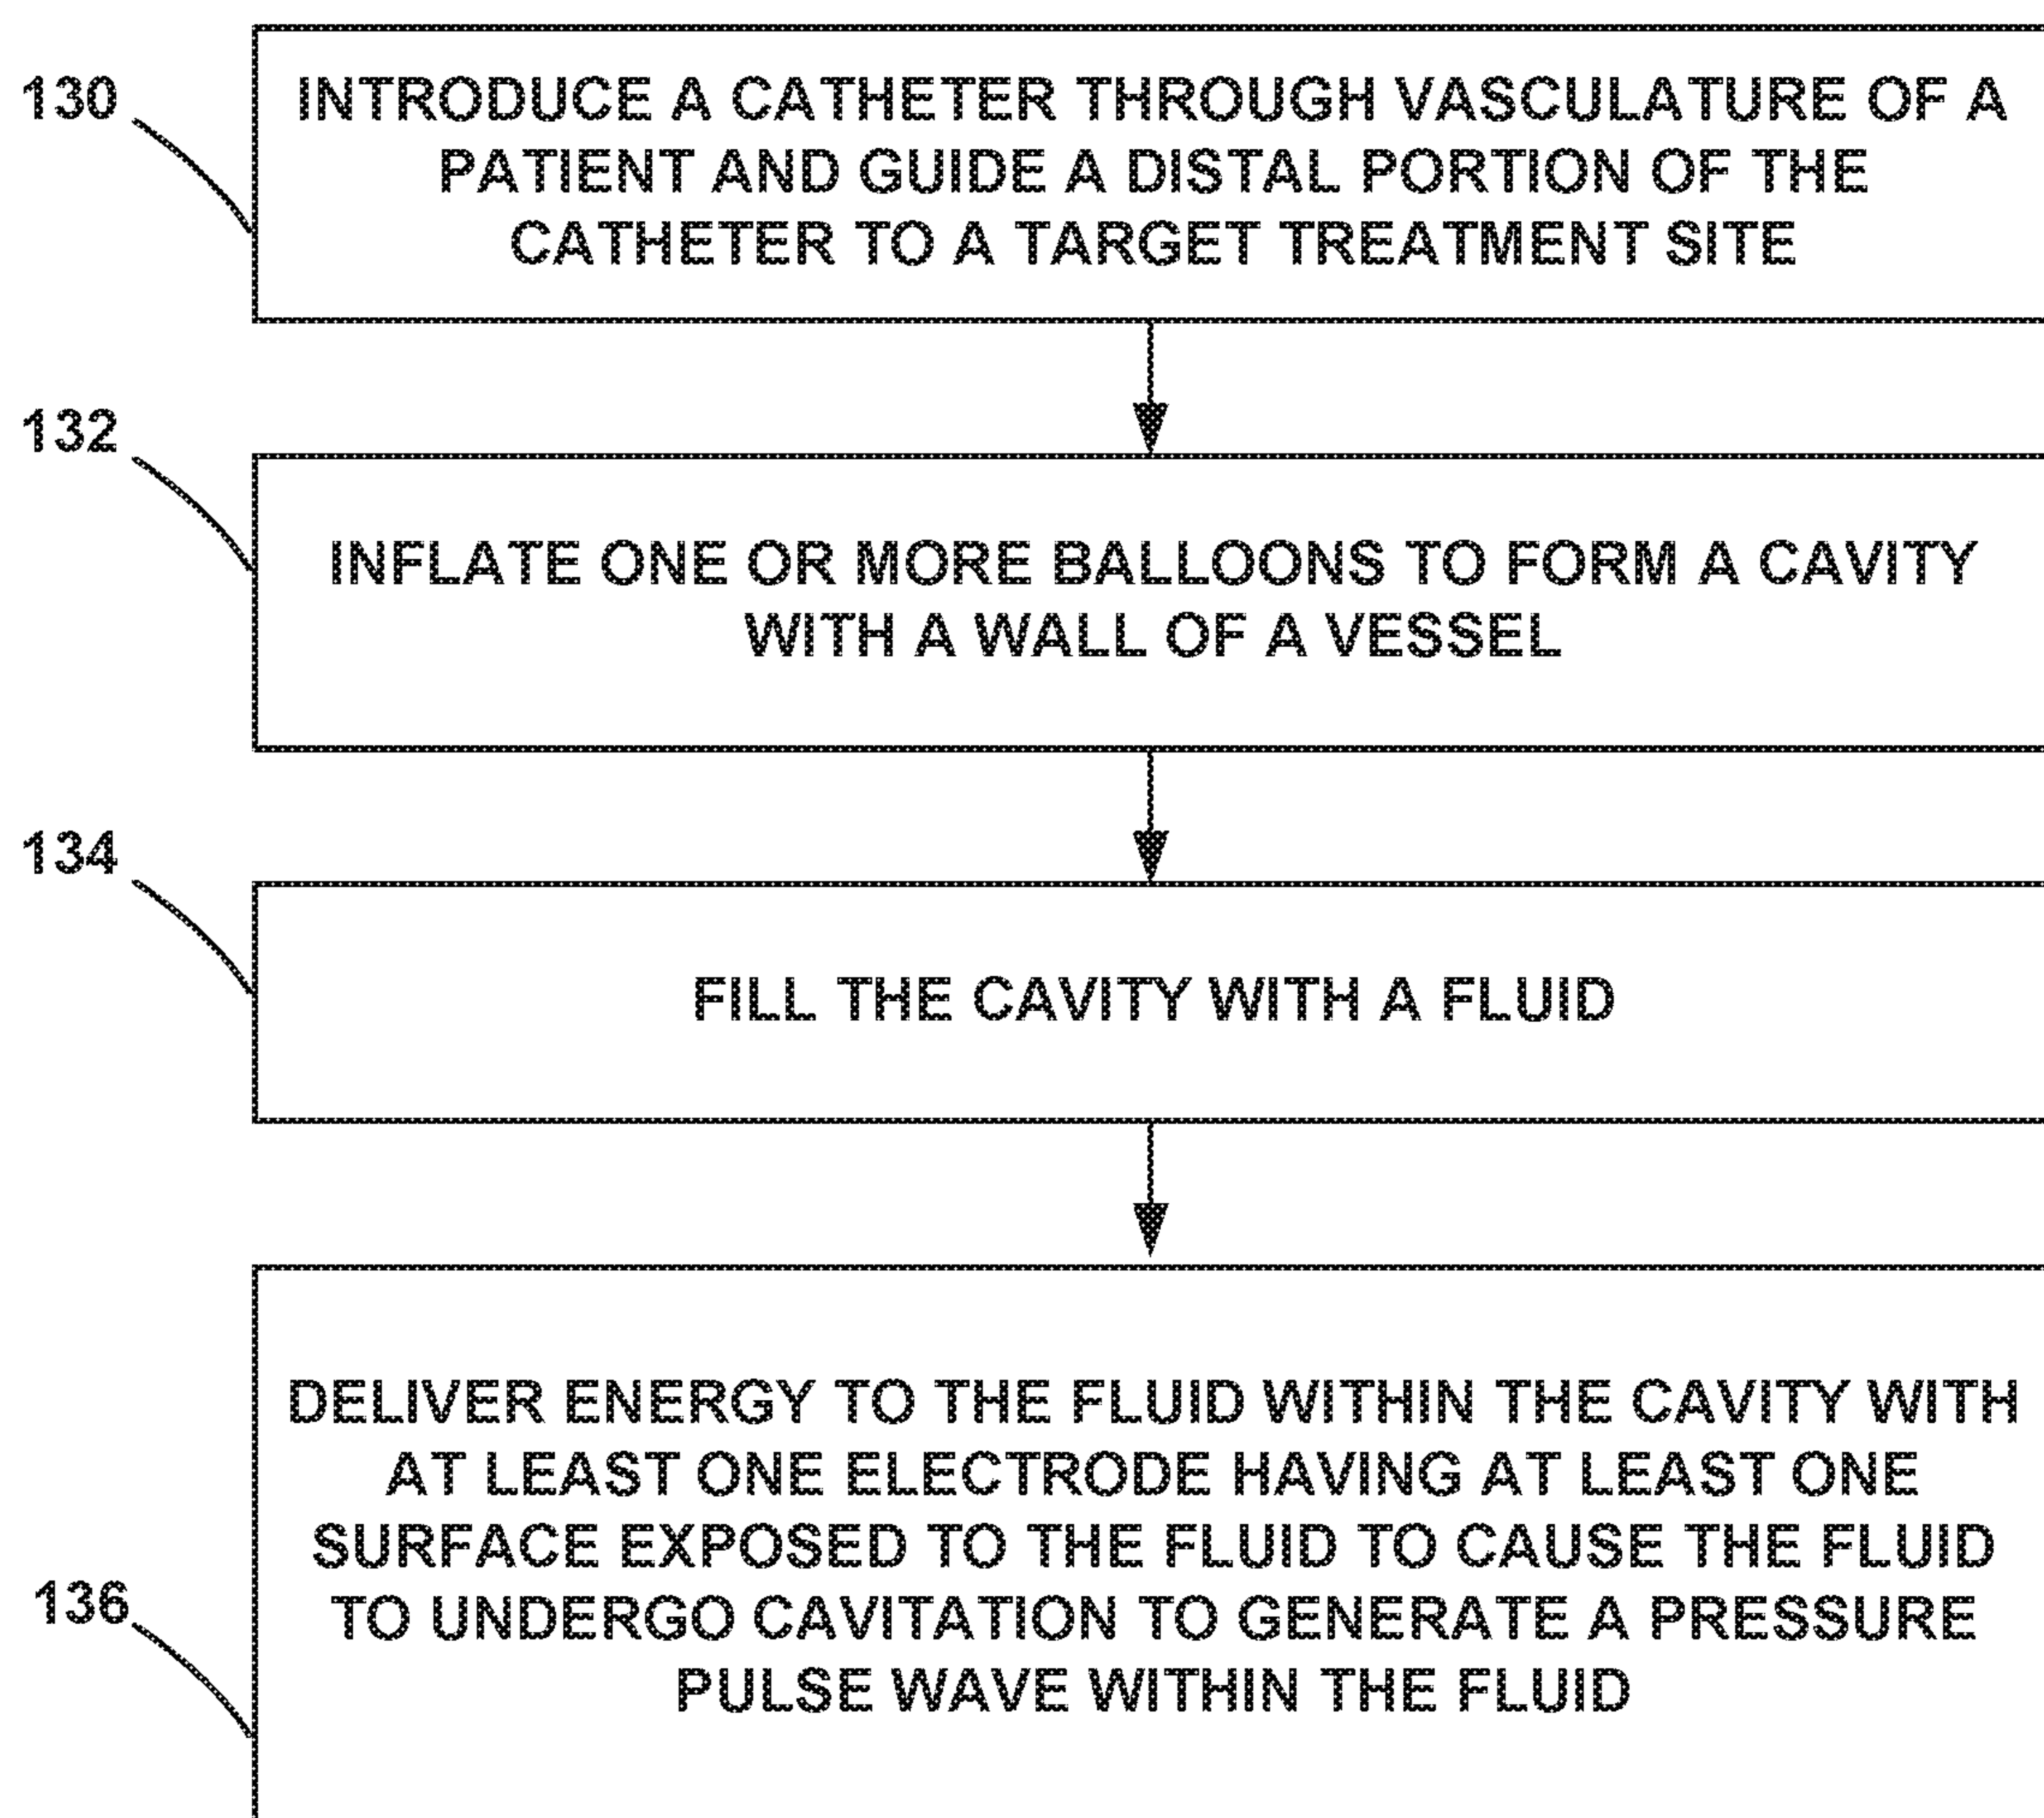 130
INTRODUCE A CATHETER THROUGH VASCULATURE OF A
PATIENT AND GUIDE A DISTAL PORTION OF THE
CATHETER TO A TARGET TREATMENT SITE
132
INFLATE ONE OR MORE BALLOONS TO FORM A CAVITY
WITH A WALL OF A VESSEL
134
FILL THE CAVITY WITH A FLUID
136
DELIVER ENERGY TO THE FLUID WITHIN THE CAVITY WITH
AT LEAST ONE ELECTRODE HAVING AT LEAST ONE
SURFACE EXPOSED TO THE FLUID TO CAUSE THE FLUID
TO UNDERGO CAVITATION TO GENERATE A PRESSURE
PULSE WAVE WITHIN THE FLUID